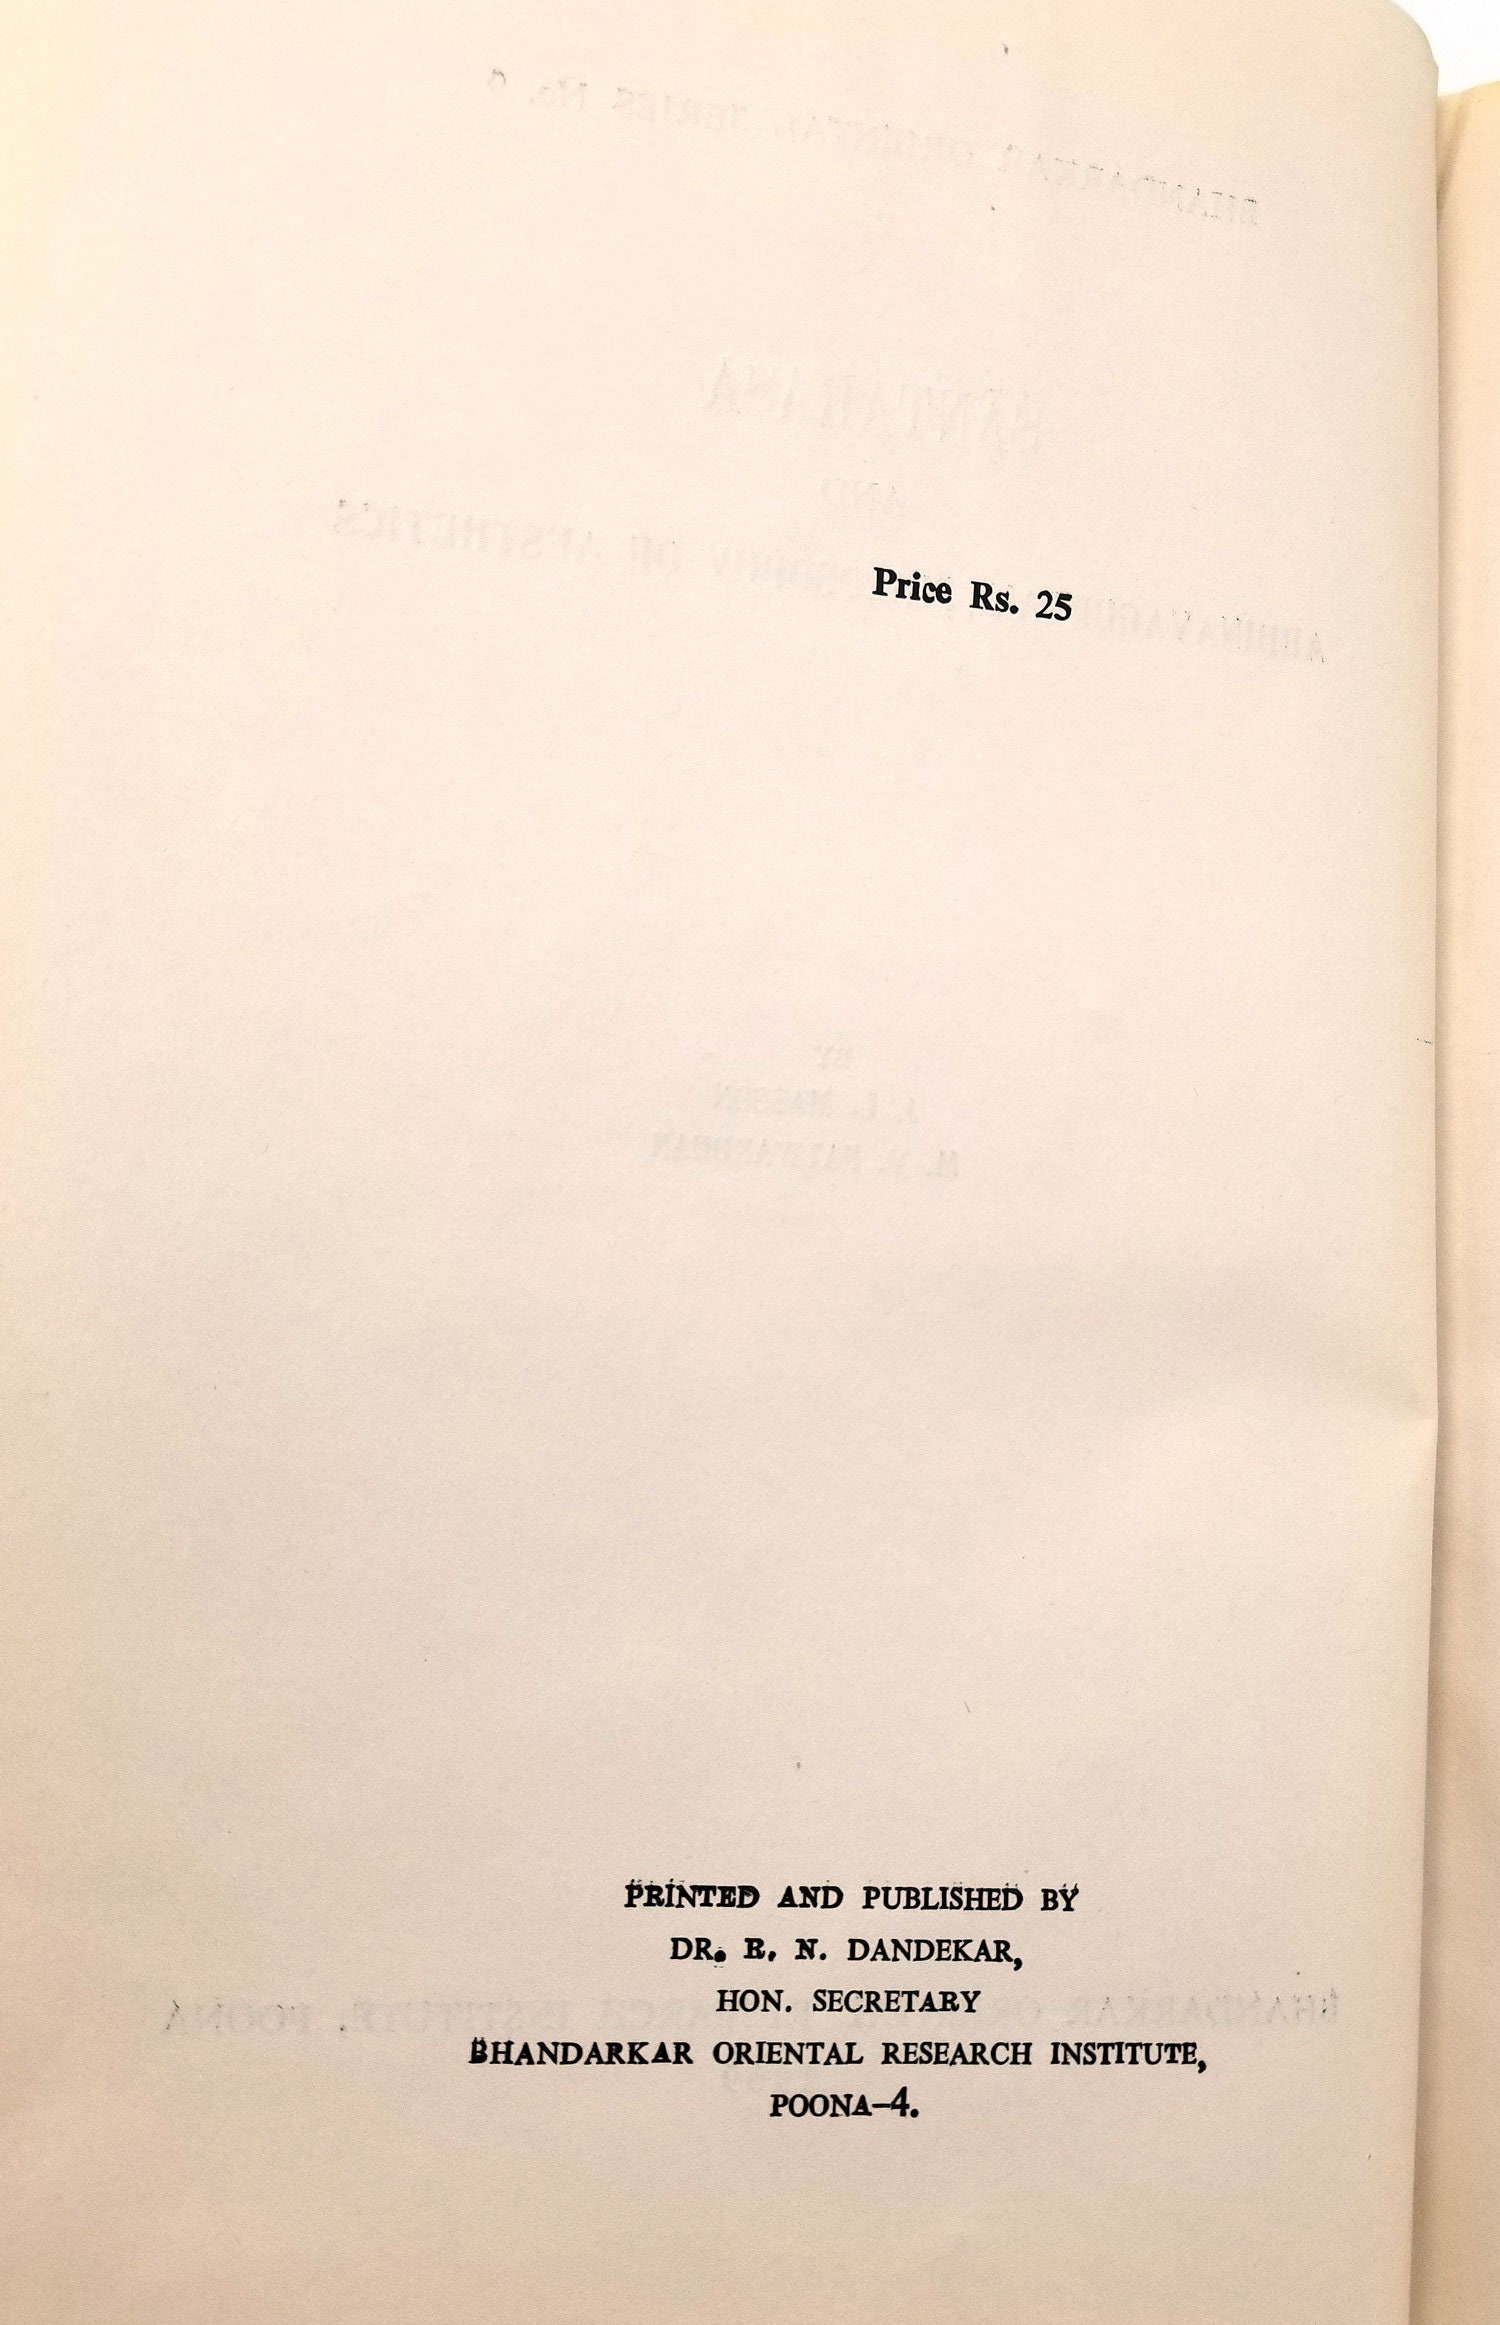 Price Rs. 25
PRINTED AND PUBLISHED BY
DR. R. N. DANDEKAR,
HON. SECRETARY
BHANDARKAR ORIENTAL RESEARCH INSTITUTE,
POONA–4.